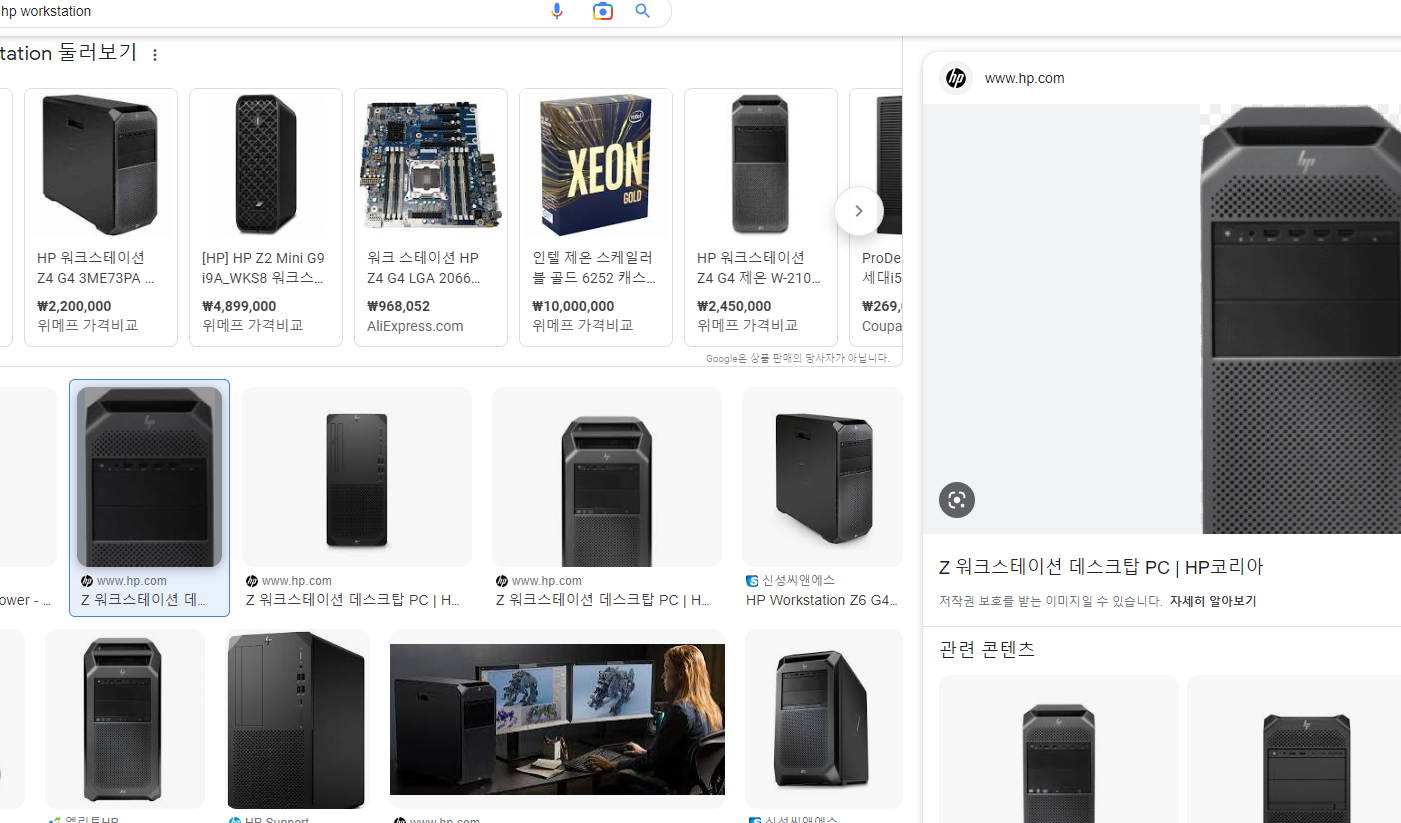 hp workstation
tation 둘러보기
www.hp.com
HP 워크스테이션
Z4 G4 3ME73PA ...
₩2,200,000
위메프 가격비교
[HP] HP Z2 Mini G9
i9A_WKS8 워크스...
₩4,899,000
위메프 가격비교
워크 스테이션 HP
Z4 G4 LGA 2066...
₩968,052
AliExpress.com
intel
XEON
GOLD
인텔 제온 스케일러
블 골드 6252 캐스...
₩10,000,000
위메프 가격비교
HP 워크스테이션
Z4 G4 제온 W-210...
₩2,450,000
위메프 가격비교
ProDe
세대i5
₩269,
Coupa
Google은 상품 판매의 당사자가 아닙니다.
ower - ...
www.hp.com
Z 워크스테이션 데...
www.hp.com
Z 워크스테이션 데스크탑 PC | H...
www.hp.com
Z 워크스테이션 데스크탑 PC | H...
신성씨앤에스
HP Workstation Z6 G4...
엘리트HP
HP Support
www.hp.com
신성씨앤에스
hp
Z 워크스테이션 데스크탑 PC | HP코리아
저작권 보호를 받는 이미지일 수 있습니다. 자세히 알아보기
관련 콘텐츠